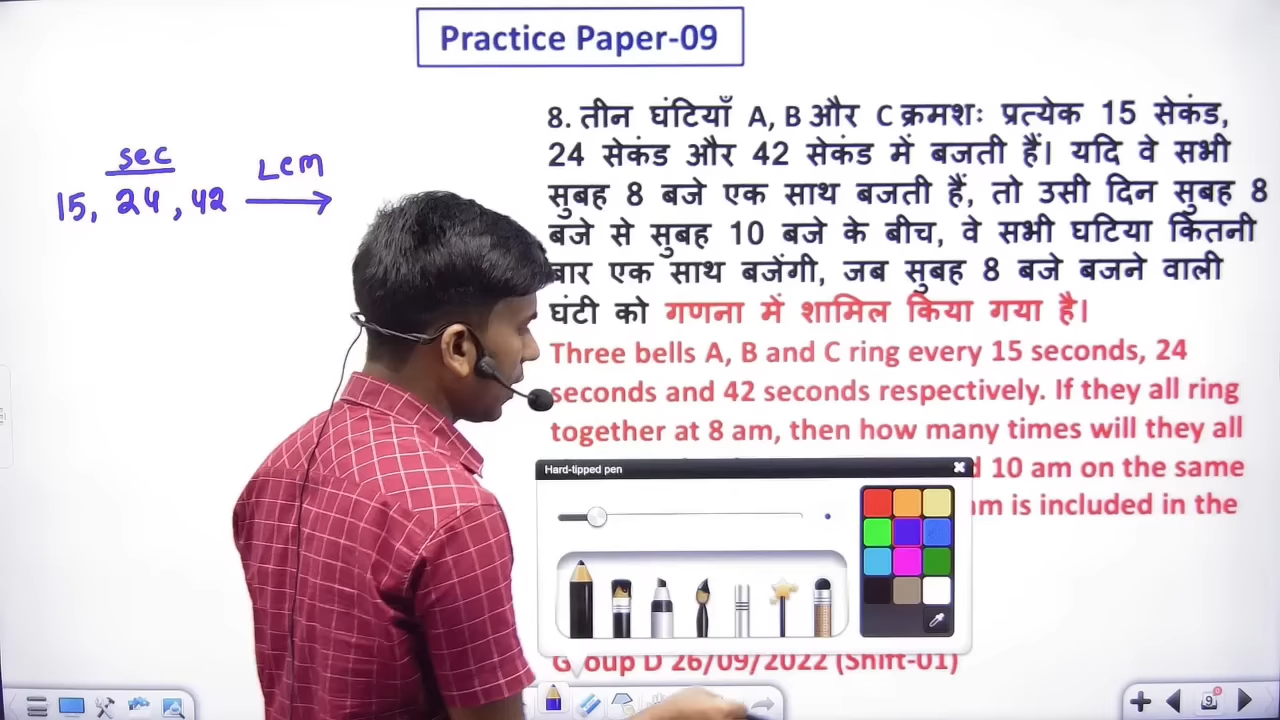 Practice Paper-09
sec
LCM
15, 24, 42
8. तीन घंटियाँ A, B और C क्रमशः प्रत्येक 15 सेकंड,
24 सेकंड और 42 सेकंड में बजती हैं। यदि वे सभी
सुबह 8 बजे एक साथ बजती हैं, तो उसी दिन सुबह 8
बजे से सुबह 10 बजे के बीच, वे सभी घटिया कितनी
बार एक साथ बजेंगी, जब सुबह 8 बजे बजने वाली
घंटी को गणना में शामिल किया गया है।
Three bells A, B and C ring every 15 seconds, 24
seconds and 42 seconds respectively. If they all ring
together at 8 am, then how many times will they all
10 am on the same
is included in the
Hard-tipped pen
Group D 26/09/2022 (Shift-01)
9